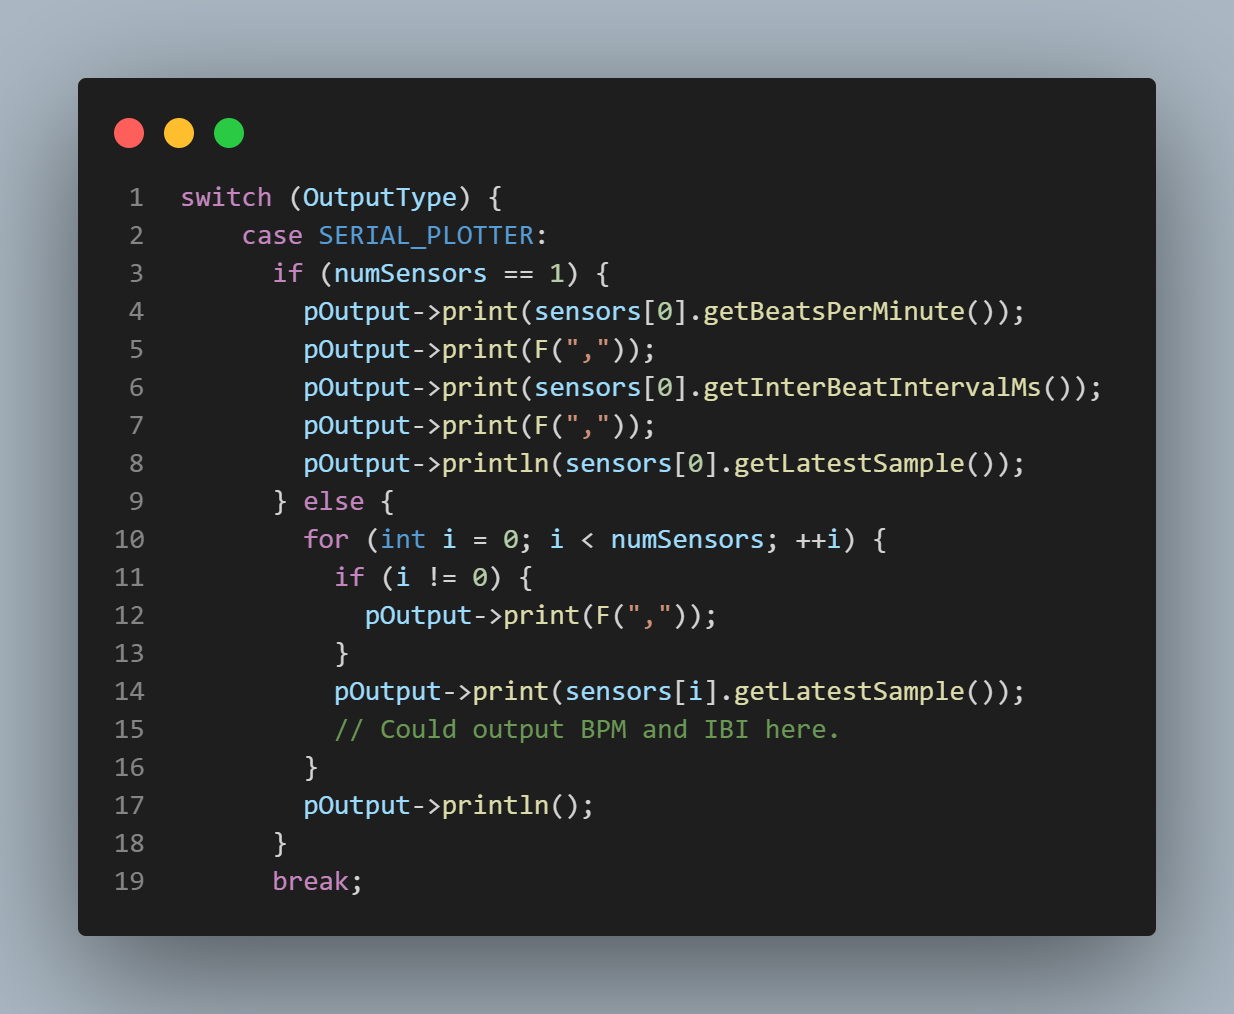 1 switch (OutputType) {
2 case SERIAL_PLOTTER:
3 if (numSensors == 1) {
4 pOutput->print(sensors[0].getBeatsPerMinute());
5 pOutput->print(F(","));
6 pOutput->print(sensors[0].getInterBeatIntervalMs());
7 pOutput->print(F(","));
8 pOutput->println(sensors[0].getLatestSample());
9 } else {
10 for (int i = 0; i < numSensors; ++i) {
11 if (i != 0) {
12 pOutput->print(F(","));
13 }
14 pOutput->print(sensors[i].getLatestSample());
15 // Could output BPM and IBI here.
16 }
17 pOutput->println();
18 }
19 break;